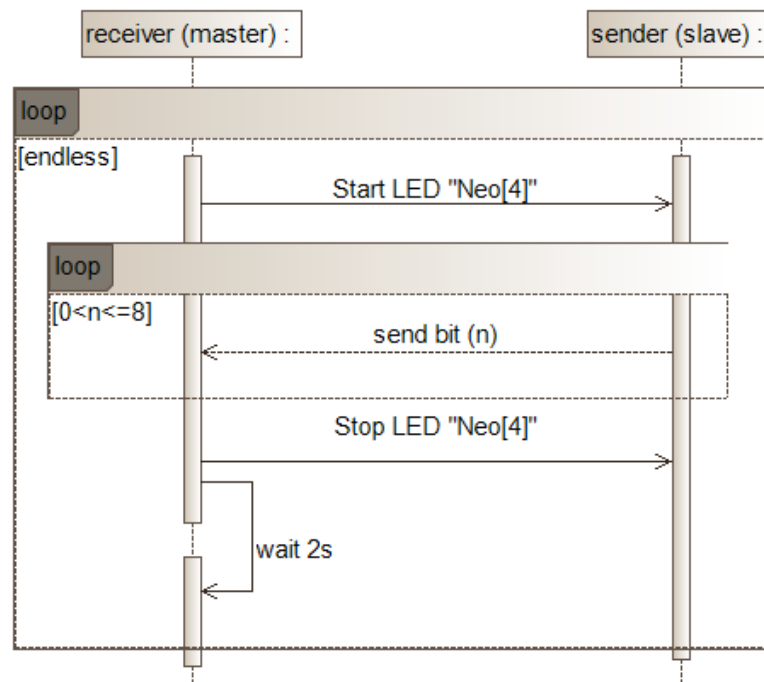 receiver (master) :
sender (slave) :
loop
[endless]
Start LED "Neo[4]"
loop
[0<n<=8]
send bit (n)
Stop LED "Neo[4]"
wait 2s